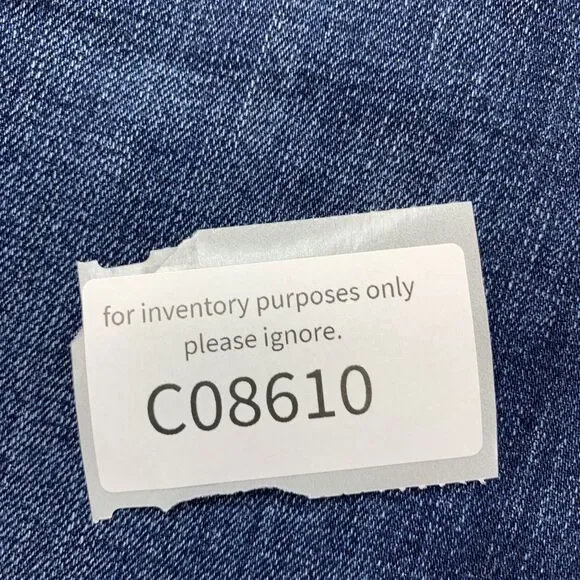 for inventory purposes only
please ignore.
C08610